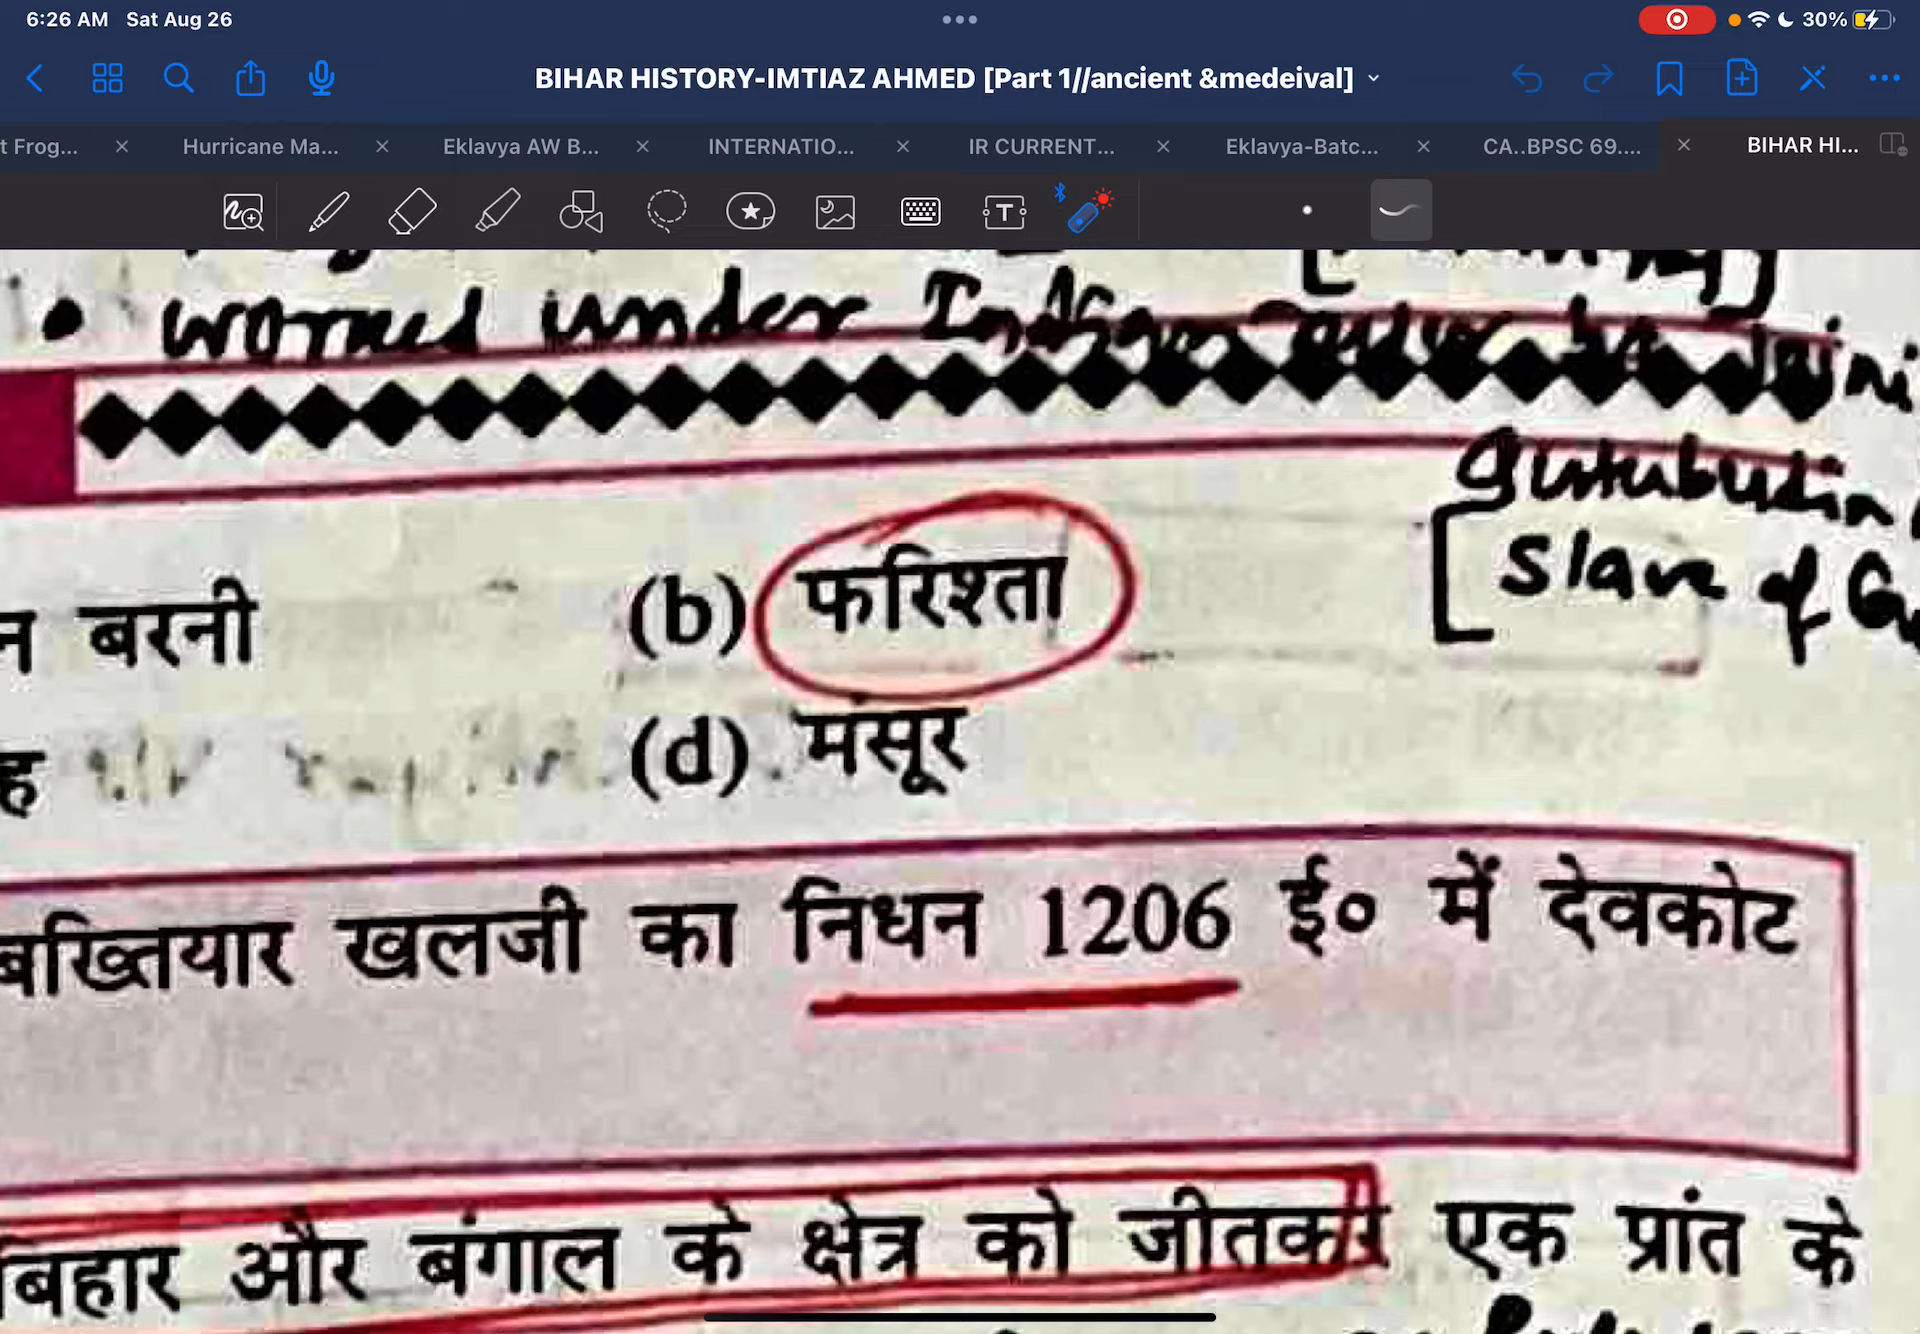 6:26 AM Sat Aug 26
30%
BIHAR HISTORY-IMTIAZ AHMED [Part 1//ancient &medeival]
t Frog...
Hurricane Ma...
Eklavya AW B...
INTERNATIO...
IR CURRENT...
Eklavya-Batc...
CA..BPSC 69....
BIHAR HI...
under
न बरनी
(b) फरिश्ता
Slave of
ह
(d) मंसूर
बख्तियार खलजी का निधन 1206 ई० में देवकोट
बिहार और बंगाल के क्षेत्र को जीतकर एक प्रांत के